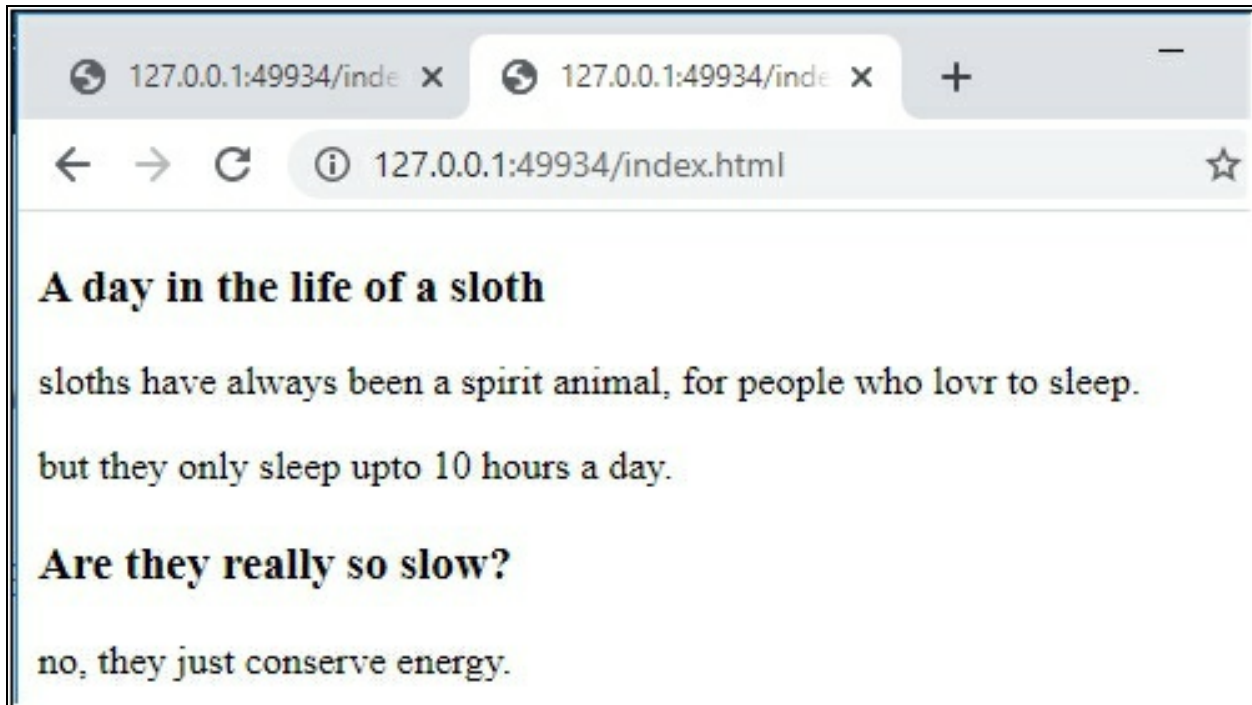 127.0.0.1:49934/inde
127.0.0.1:49934/inde
127.0.0.1:49934/index.html
A day in the life of a sloth
sloths have always been a spirit animal, for people who lovr to sleep.
but they only sleep upto 10 hours a day.
Are they really so slow?
no, they just conserve energy.